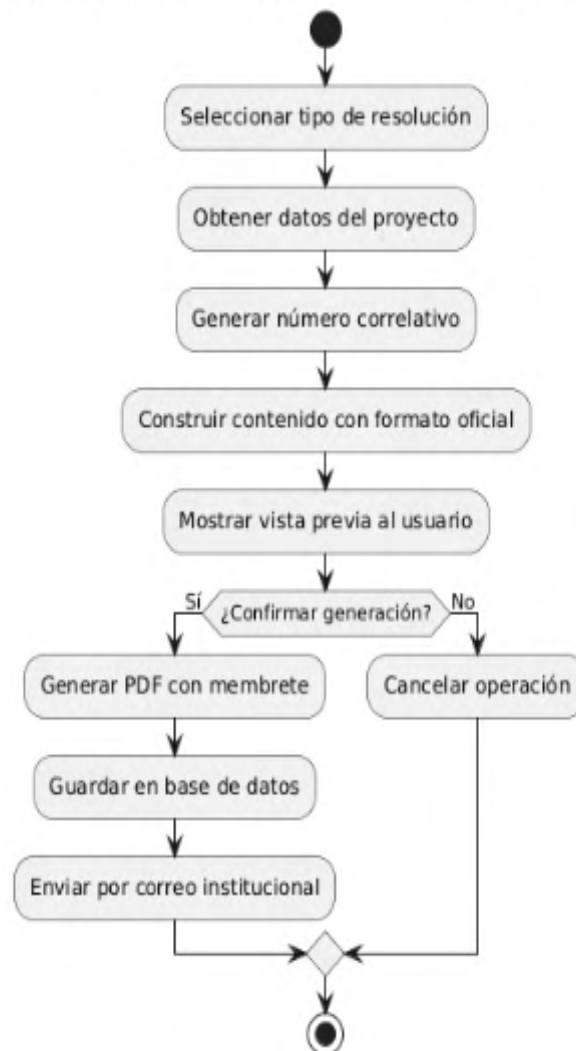 Seleccionar tipo de resolución
Obtener datos del proyecto
Generar número correlativo
Construir contenido con formato oficial
Mostrar vista previa al usuario
¿Confirmar generación?
Sí
No
Generar PDF con membrete
Cancelar operación
Guardar en base de datos
Enviar por correo institucional